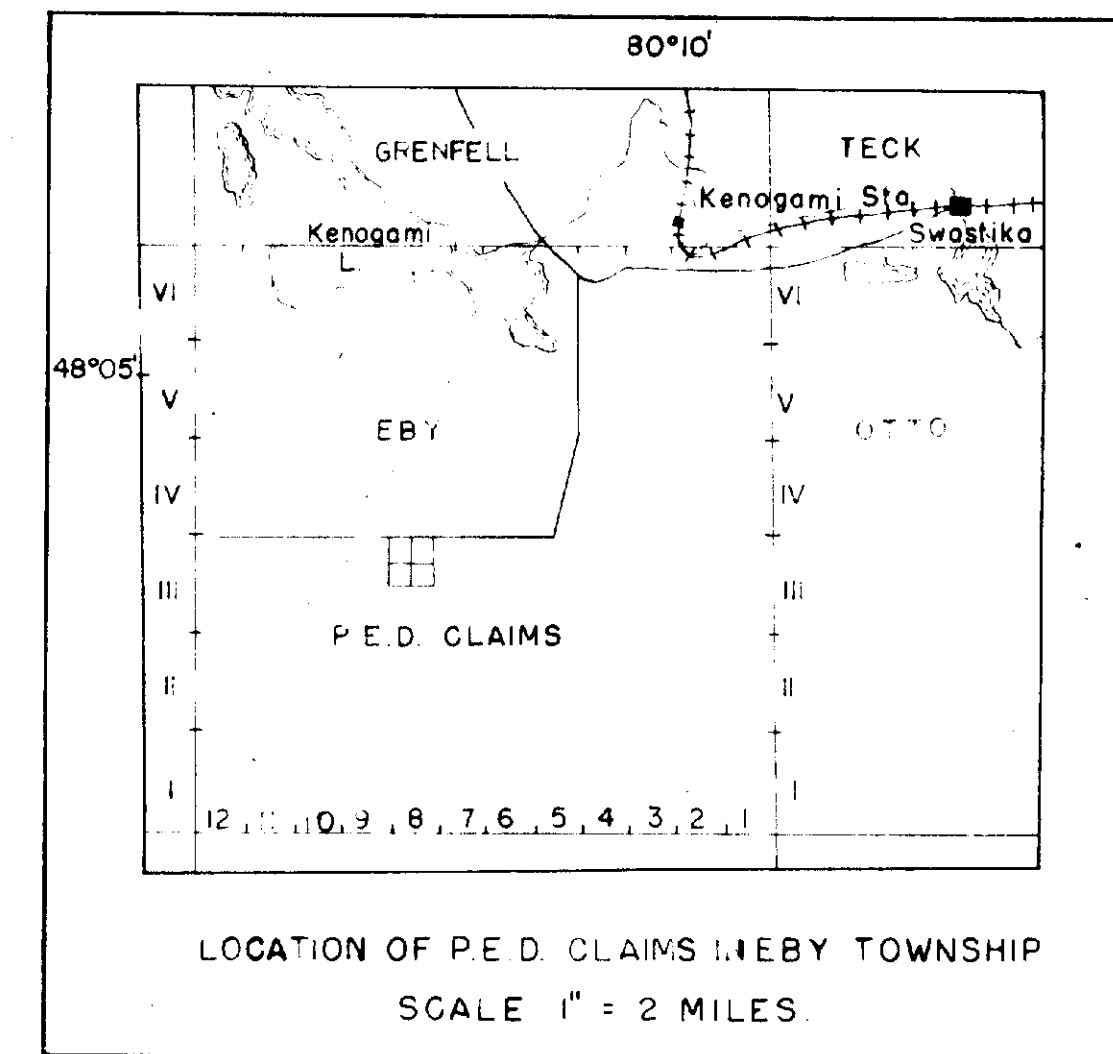 80°10'
GRENFELL
TECK
Kenogami Sta.
Kenogami
L
Swastika
VI
VI
48°05'
V
V
EBY
OTTO
IV
IV
III
III
P.E.D. CLAIMS
II
II
I
I
12 11 10 9 8 7 6 5 4 3 2 1
LOCATION OF P.E.D. CLAIMS IN EBY TOWNSHIP
SCALE 1" = 2 MILES.